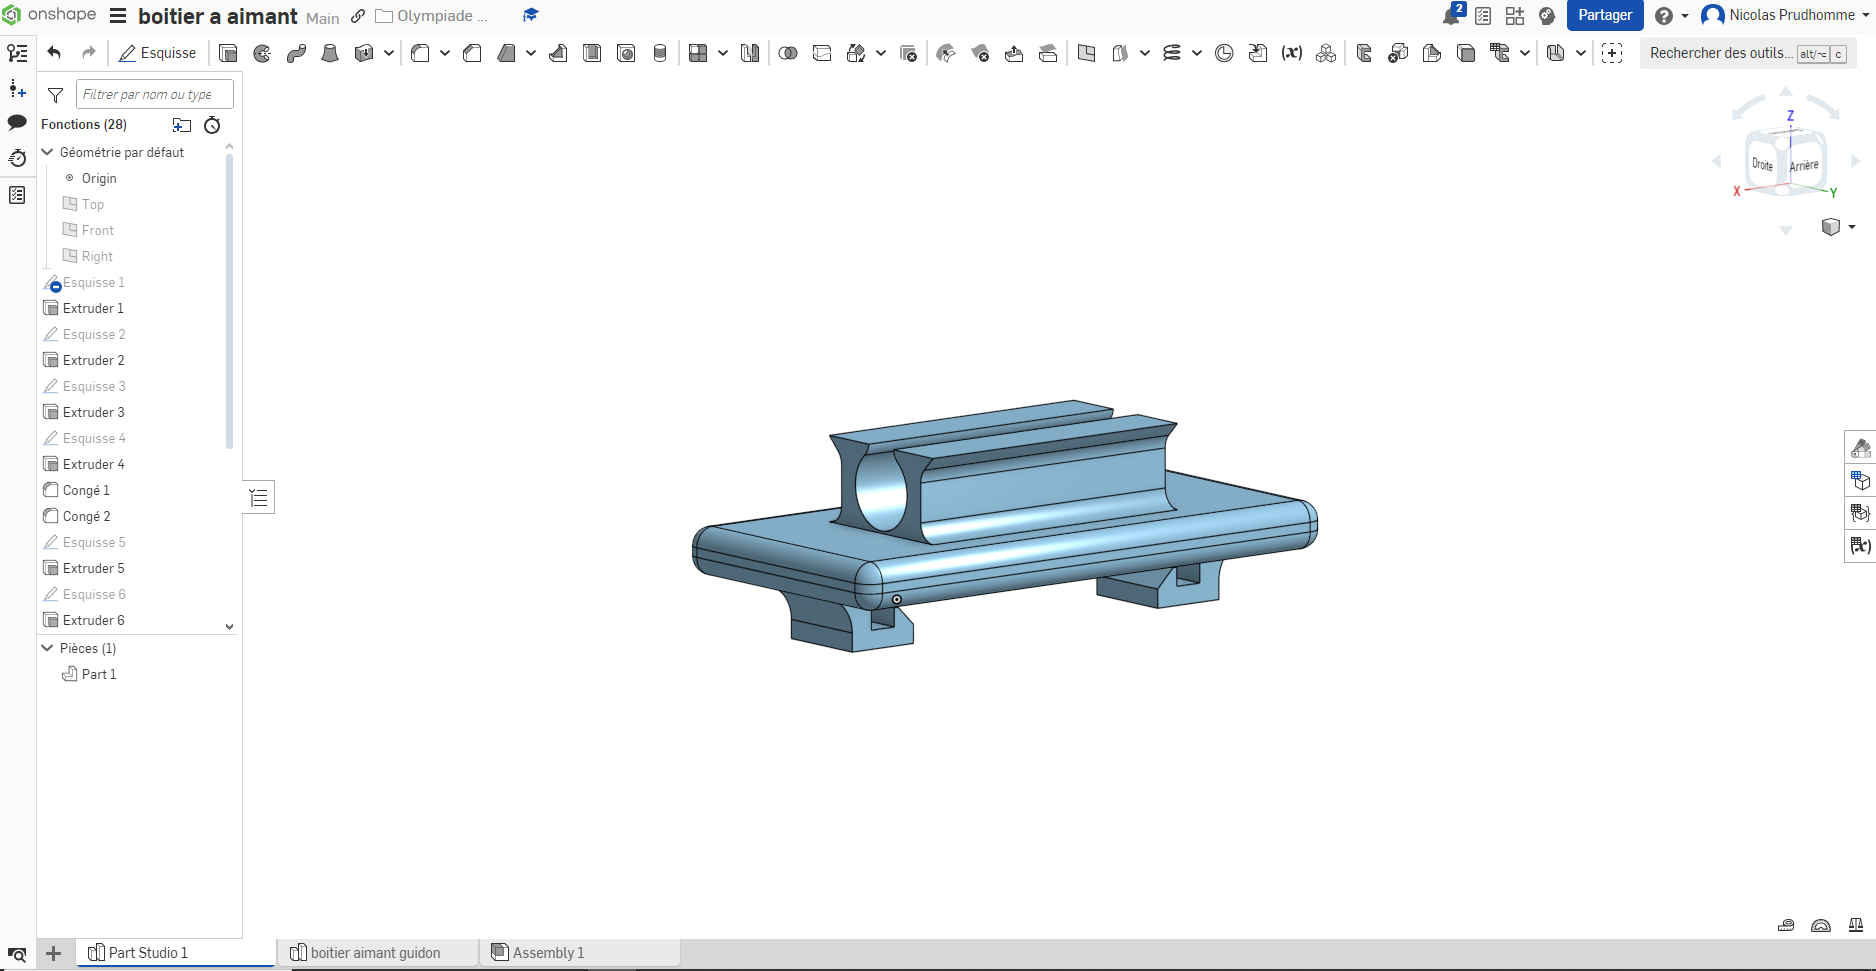 onshape
boitier a aimant Main Olympiade ...
2
Partager
Nicolas Prudhomme
Esquisse
(x)
Rechercher des outils... alt/⌥ c
Filtrer par nom ou type
Fonctions (28)
Géométrie par défaut
Origin
Top
Front
Right
Esquisse 1
Extruder 1
Esquisse 2
Extruder 2
Esquisse 3
Extruder 3
Esquisse 4
Extruder 4
Congé 1
Congé 2
Esquisse 5
Extruder 5
Esquisse 6
Extruder 6
Pièces (1)
Part 1
Z
Droite
Arrière
X
Y
(x)
Part Studio 1
boitier aimant guidon
Assembly 1